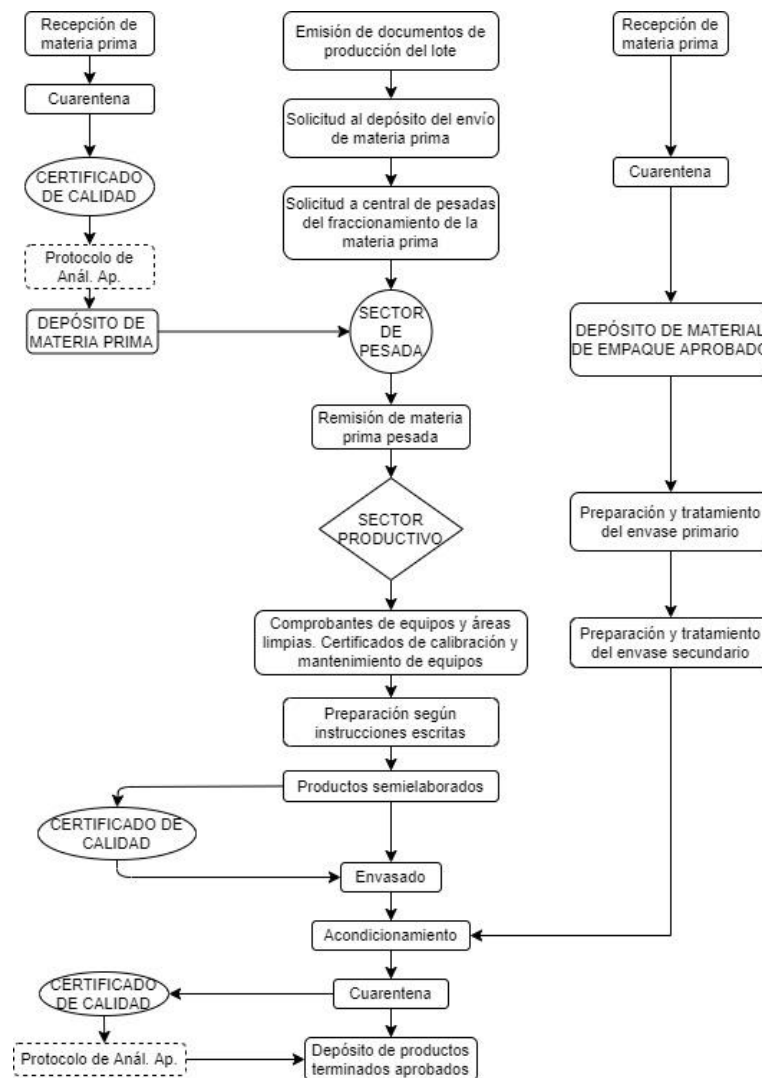 Recepción de
materia prima
Cuarentena
CERTIFICADO
DE CALIDAD
Protocolo de
Anál. Ap.
DEPÓSITO DE
MATERIA PRIMA
Emisión de documentos de
producción del lote
Solicitud al depósito del envío
de materia prima
Solicitud a central de pesadas
del fraccionamiento de la
materia prima
SECTOR
DE
PESADA
Remisión de materia
prima pesada
SECTOR
PRODUCTIVO
Comprobantes de equipos y áreas
limpias. Certificados de calibración y
mantenimiento de equipos
Preparación según
instrucciones escritas
Productos semielaborados
CERTIFICADO DE
CALIDAD
Envasado
Acondicionamiento
Cuarentena
CERTIFICADO
DE CALIDAD
Protocolo de Anál. Ap.
Depósito de productos
terminados aprobados
Recepción de
materia prima
Cuarentena
DEPÓSITO DE MATERIAL
DE EMPAQUE APROBADO
Preparación y tratamiento
del envase primario
Preparación y tratamiento
del envase secundario